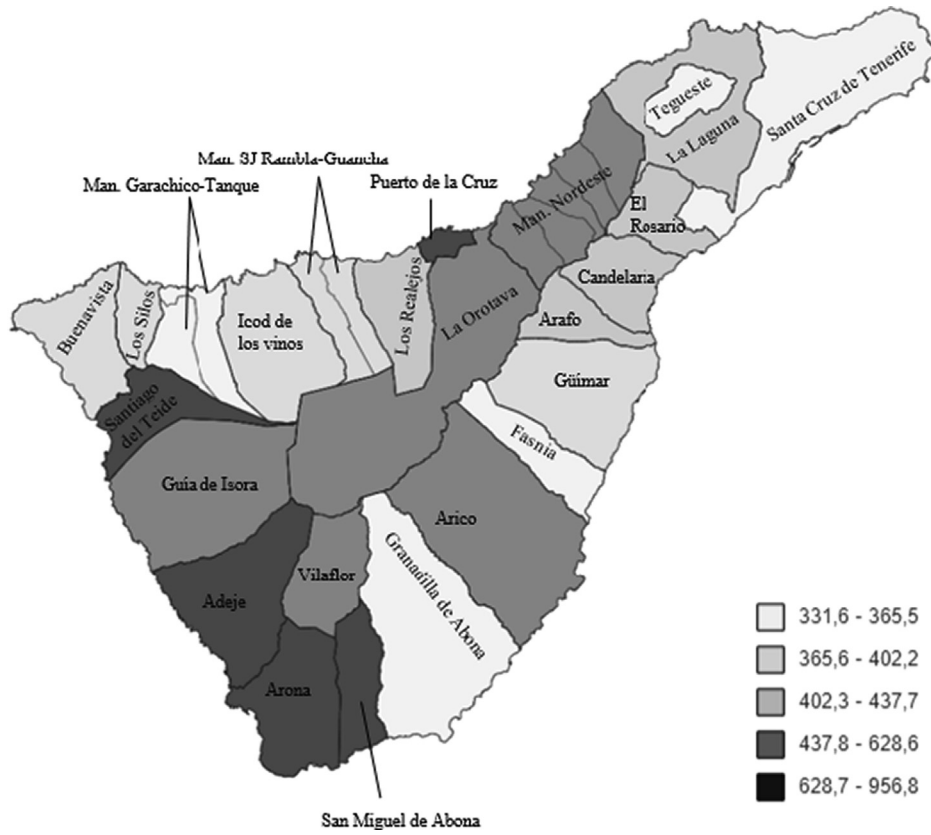 Tegueste
Santa Cruz de Tenerife
La Laguna
Man. SJ Rambla-Guancha
Man. Garachico-Tanque
Puerto de la Cruz
Man. Nordeste
El
Rosario
Candelaria
Buenavista
Los Silos
Icod de
los vinos
Los Realejos
La Orotava
Arafo
Güímar
Santiago
del Teide
Fasnia
Guía de Isora
Arico
Vilaflor
Granadilla de Abona
Adeje
Arona
San Miguel de Abona
331,6 - 365,5
365,6 - 402,2
402,3 - 437,7
437,8 - 628,6
628,7 - 956,8